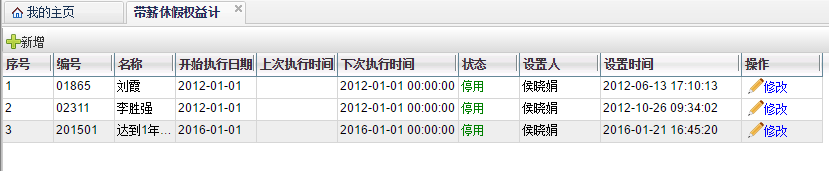 我的主页 带薪休假权益计
新增
序号 编号 名称 开始执行日期 上次执行时间 下次执行时间 状态 设置人 设置时间 操作
1 01865 刘霞 2012-01-01 2012-01-01 00:00:00 停用 侯晓娟 2012-06-13 17:10:13 修改
2 02311 李胜强 2012-01-01 2012-01-01 00:00:00 停用 侯晓娟 2012-10-26 09:34:02 修改
3 201501 达到1年... 2016-01-01 2016-01-01 00:00:00 停用 侯晓娟 2016-01-21 16:45:20 修改